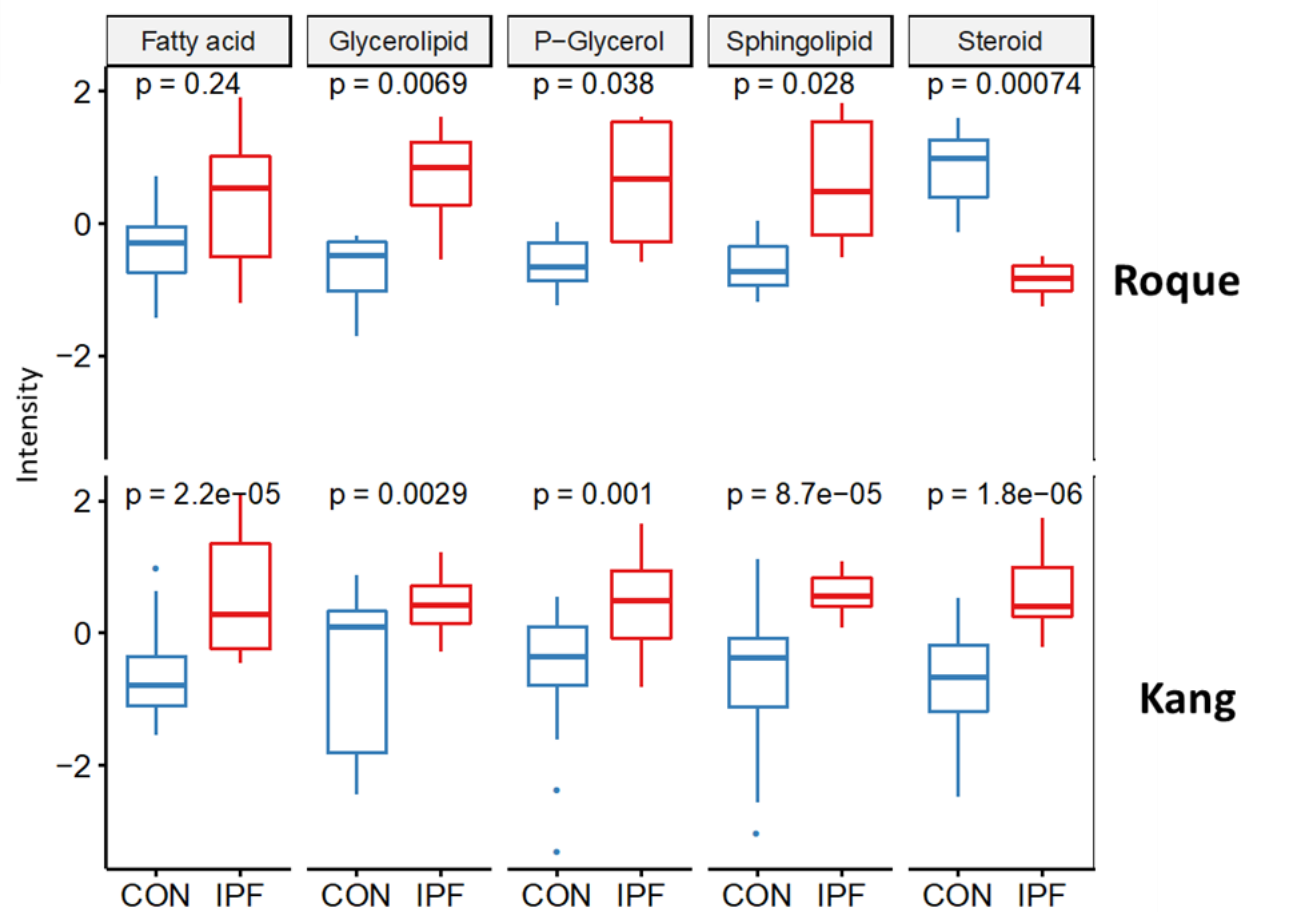 Fatty acid Glycerolipid P−Glycerol Sphingolipid Steroid
p = 0.24 p = 0.0069 p = 0.038 p = 0.028 p = 0.00074
2
0
−2
Roque
Intensity
p = 2.2e−05 p = 0.0029 p = 0.001 p = 8.7e−05 p = 1.8e−06
2
0
−2
Kang
CON IPF CON IPF CON IPF CON IPF CON IPF